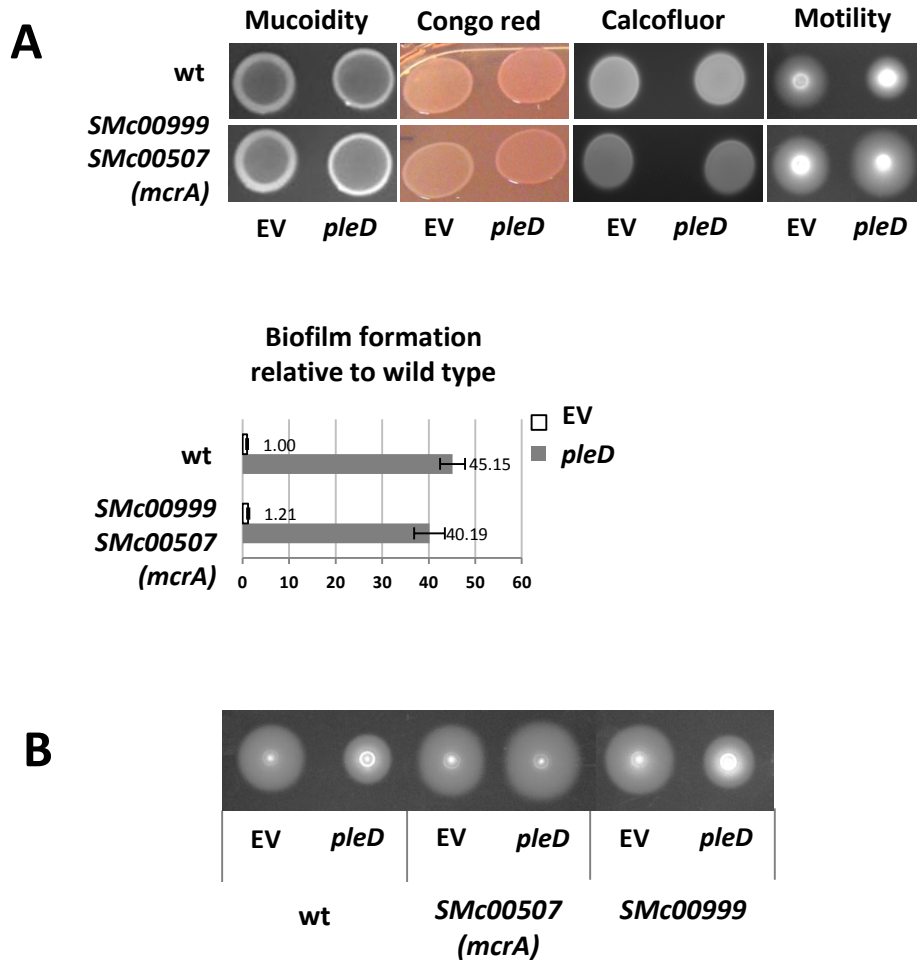 A
Mucoidity Congo red Calcofluor Motility
wt
SMc00999
SMc00507
(mcrA)
EV pleD EV pleD EV pleD EV pleD
Biofilm formation
relative to wild type
EV
pleD
wt
1.00
45.15
SMc00999
SMc00507
(mcrA)
1.21
40.19
0 10 20 30 40 50 60
B
EV pleD EV pleD EV pleD
wt SMc00507 SMc00999
(mcrA)